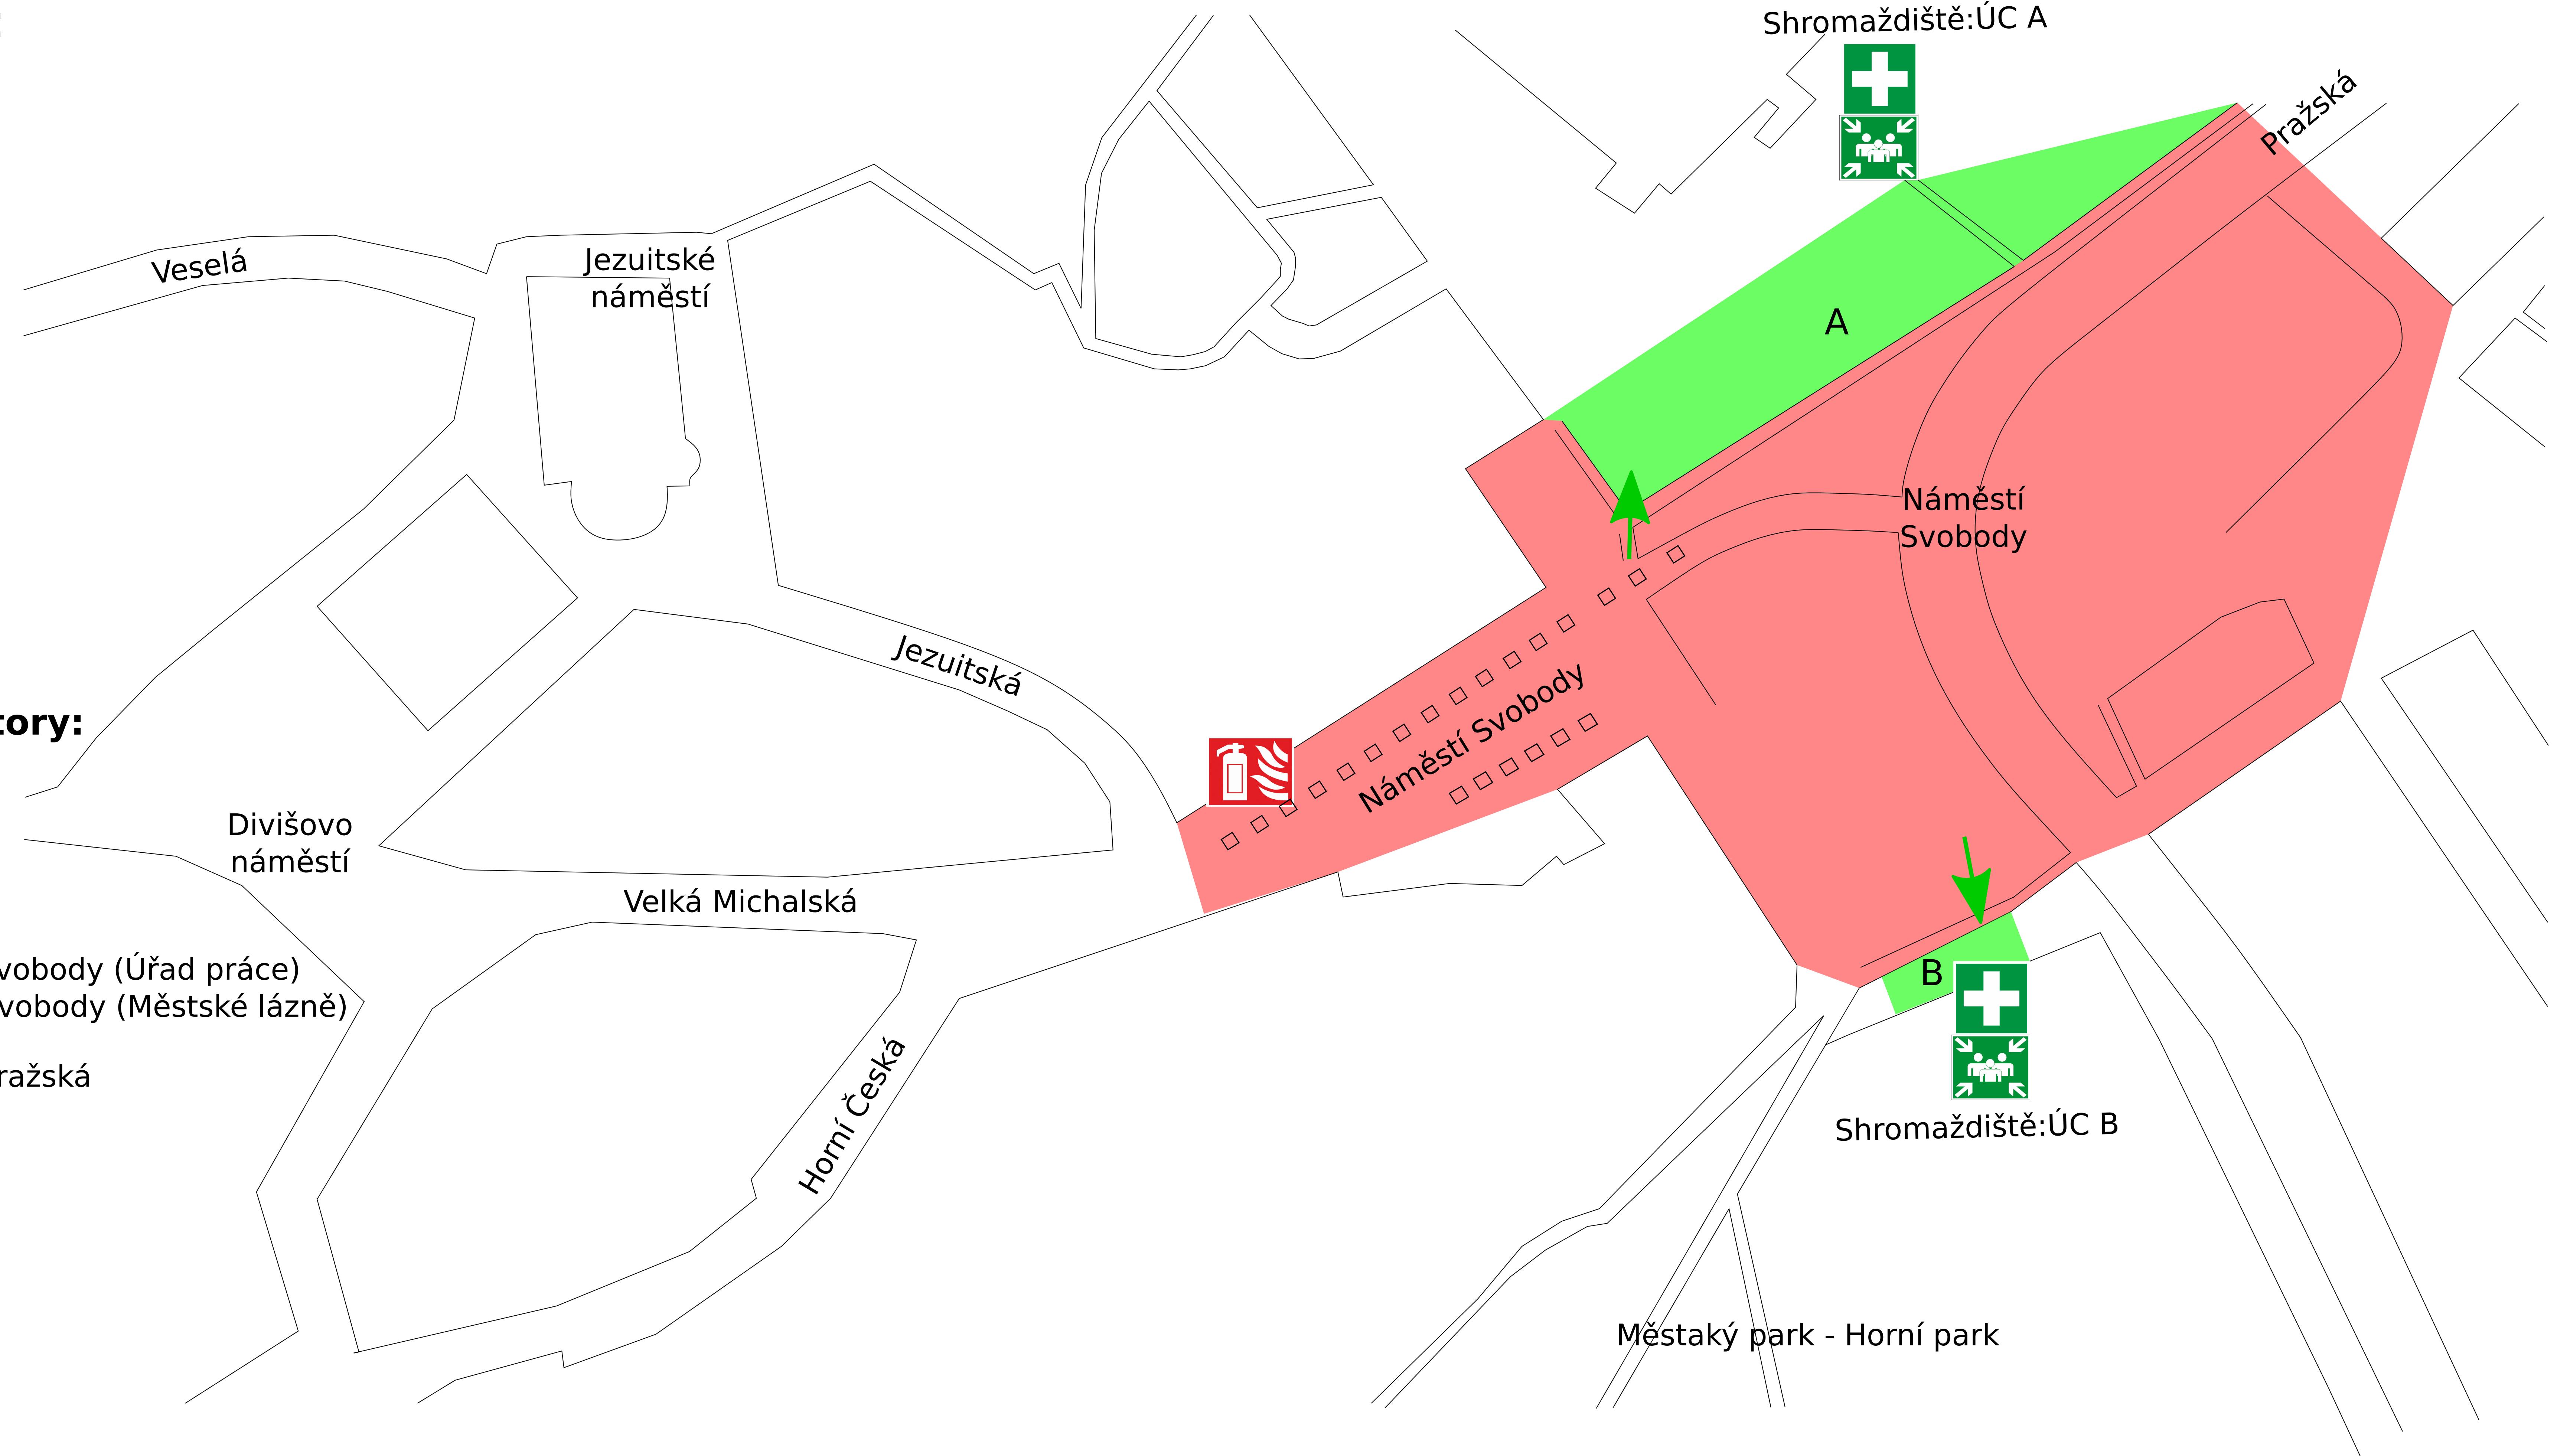 Shromaždiště:ÚC A
Pražská
Veselá
Jezuitské
náměstí
A
Náměstí
Svobody
Jezuitská
Náměstí Svobody
tory:
Divišovo
náměstí
Velká Michalská
vobody (Úřad práce)
vobody (Městské lázně)
B
Horní Česká
ražská
Shromaždiště:ÚC B
Městaký park - Horní park